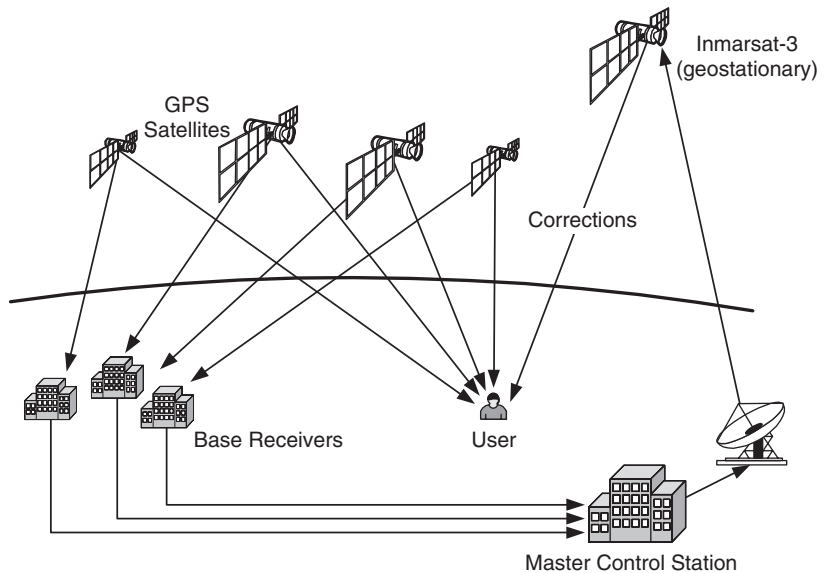 Inmarsat-3
(geostationary)
GPS
Satellites
Corrections
Base Receivers
User
Master Control Station